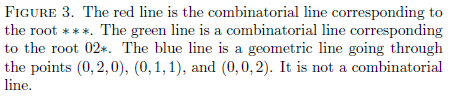 FIGURE 3. The red line is the combinatorial line corresponding to
the root ∗ ∗ ∗. The green line is a combinatorial line corresponding
to the root 02∗. The blue line is a geometric line going through
the points (0, 2, 0), (0, 1, 1), and (0, 0, 2). It is not a combinatorial
line.